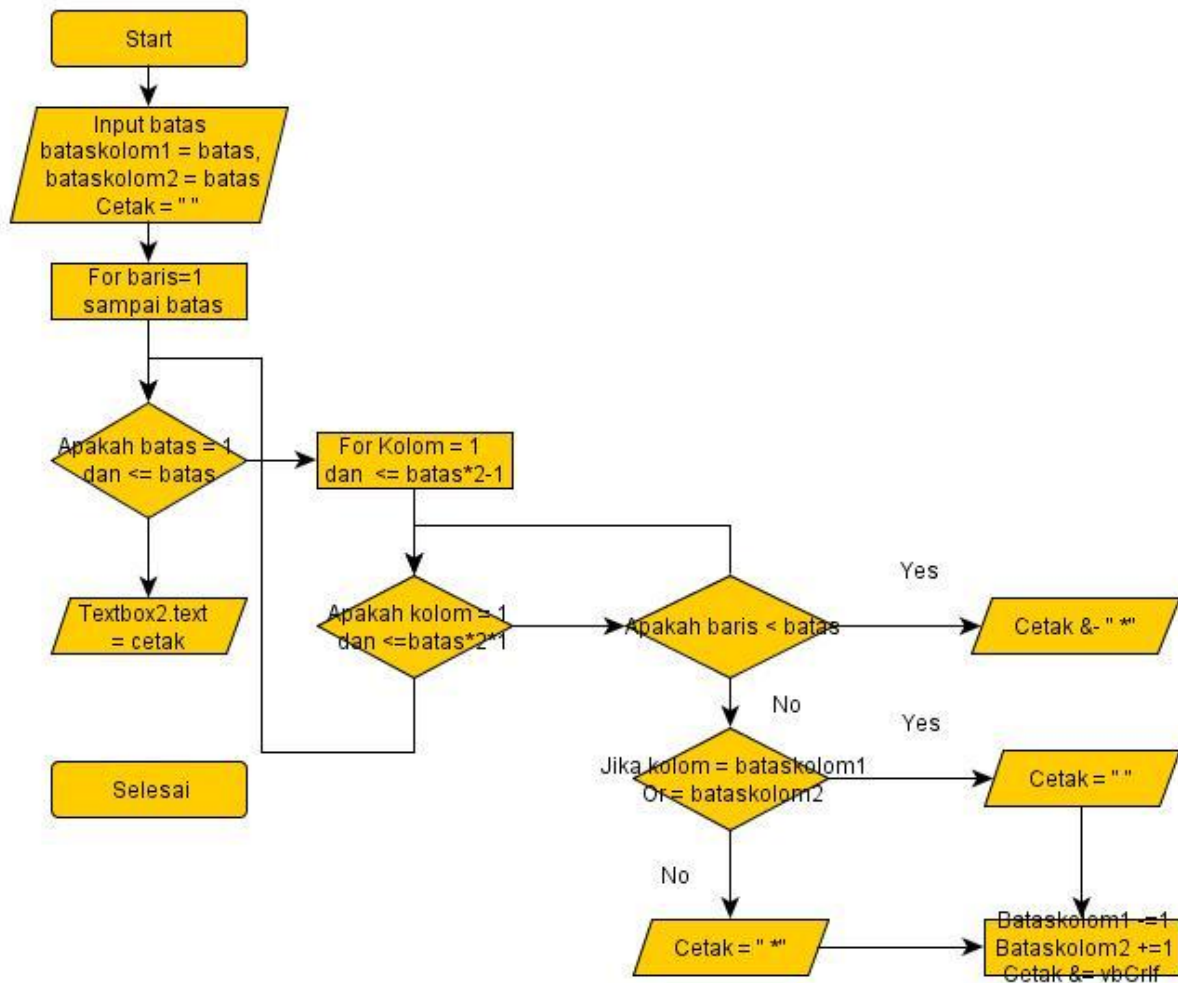 Start
Input batas
bataskolom1 = batas,
bataskolom2 = batas
Cetak = " "
For baris=1
sampai batas
Apakah batas = 1
dan <= batas
For Kolom = 1
dan <= batas*2-1
Textbox2.text
= cetak
Apakah kolom = 1
dan <=batas*2*1
Apakah baris < batas
Yes
Cetak &- " *"
No
Yes
Jika kolom = bataskolom1
Or = bataskolom2
Cetak = " "
Selesai
No
Cetak = " *"
Bataskolom1 -=1
Bataskolom2 +=1
Cetak &= vbCrlf